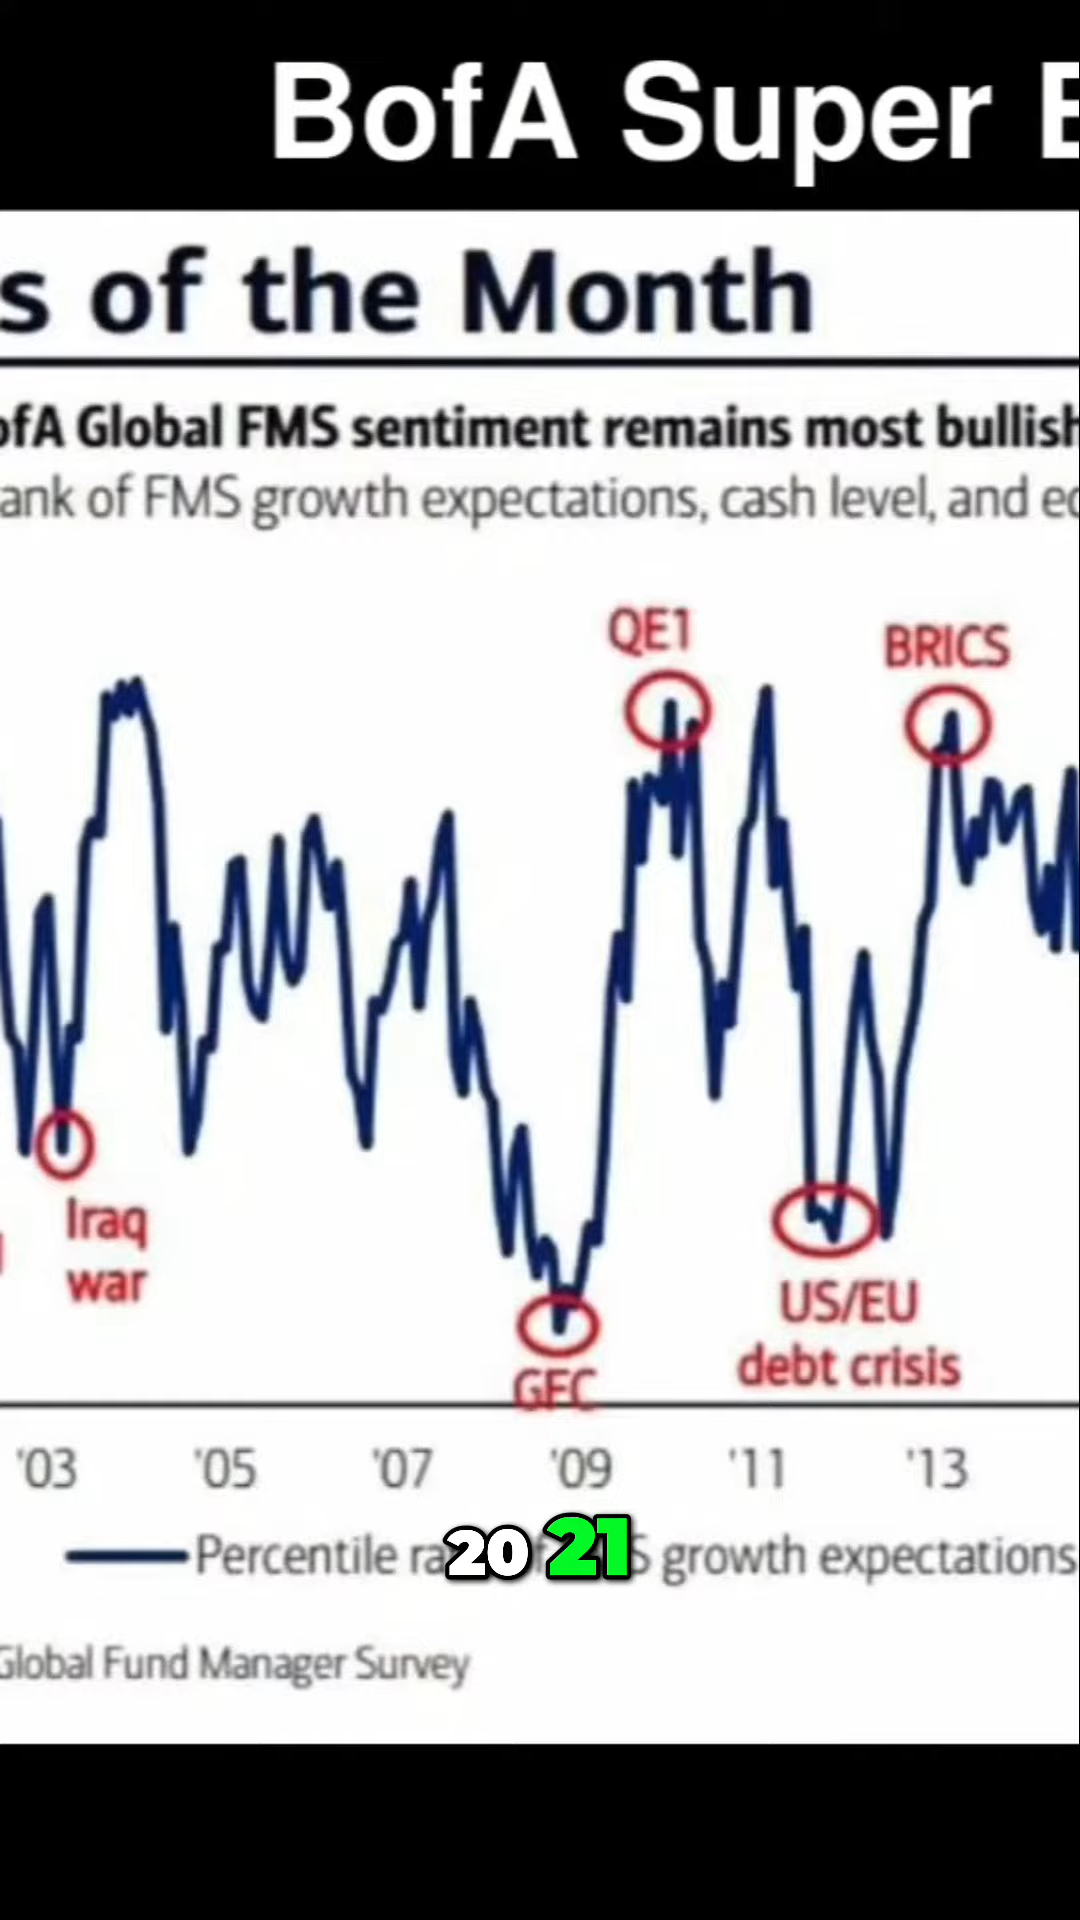 BofA Super
s of the Month
ofA Global FMS sentiment remains most bullish
ank of FMS growth expectations, cash level, and
QE1
BRICS
Iraq
war
US/EU
debt crisis
GFC
'03 '05 '07 '09 '11 '13
Percentile growth expectations
20 21
Global Fund Manager Survey